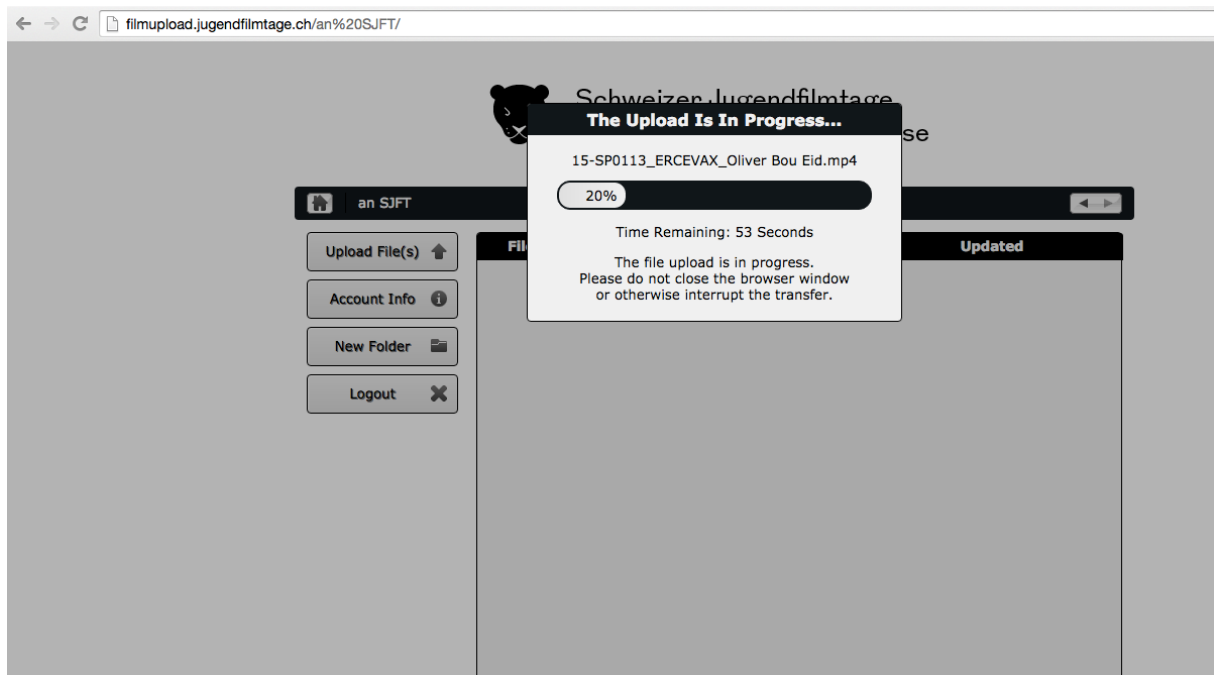 filmupload.jugendfilmtage.ch/an%20SJFT/
Schweizer Jugendfilmtage
se
The Upload Is In Progress...
15-SP0113_ERCEVAX_Oliver Bou Eid.mp4
20%
Time Remaining: 53 Seconds
The file upload is in progress.
Please do not close the browser window
or otherwise interrupt the transfer.
an SJFT
Upload File(s)
Account Info
New Folder
Logout
Fil
Updated